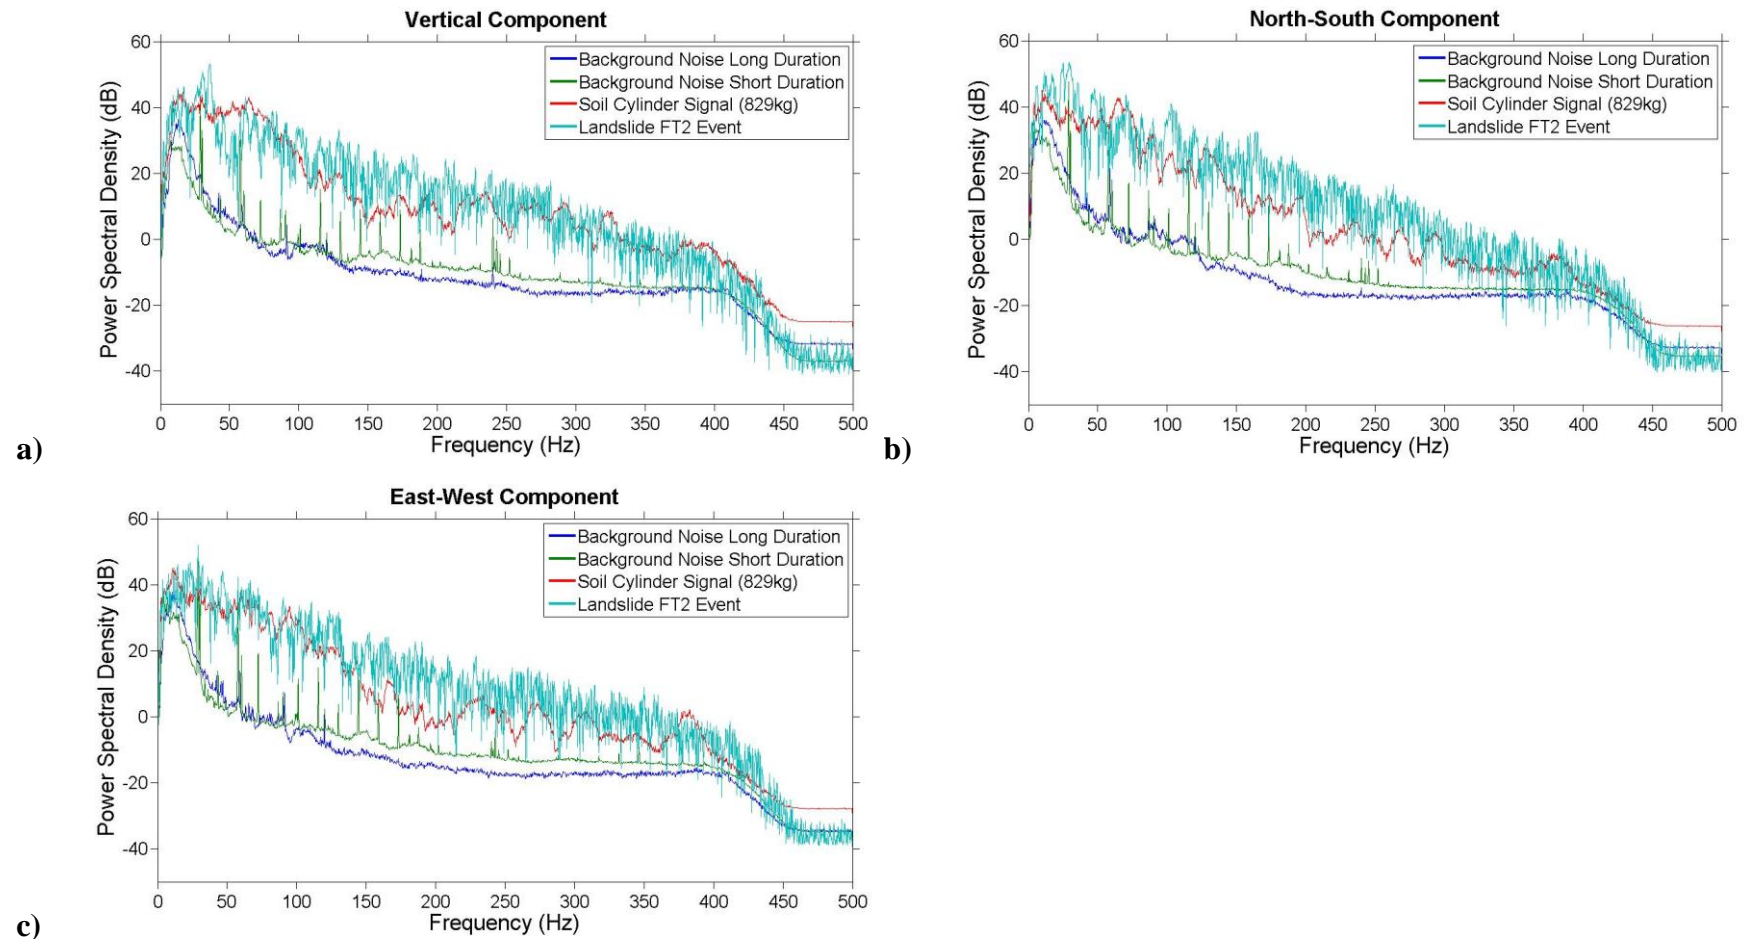 Vertical Component
60
40
20
0
-20
-40
Power Spectral Density (dB)
Background Noise Long Duration
Background Noise Short Duration
Soil Cylinder Signal (829kg)
Landslide FT2 Event
0 50 100 150 200 250 300 350 400 450 500
Frequency (Hz)
a)
North-South Component
60
40
20
0
-20
-40
Power Spectral Density (dB)
Background Noise Long Duration
Background Noise Short Duration
Soil Cylinder Signal (829kg)
Landslide FT2 Event
0 50 100 150 200 250 300 350 400 450 500
Frequency (Hz)
b)
East-West Component
60
40
20
0
-20
-40
Power Spectral Density (dB)
Background Noise Long Duration
Background Noise Short Duration
Soil Cylinder Signal (829kg)
Landslide FT2 Event
0 50 100 150 200 250 300 350 400 450 500
Frequency (Hz)
c)